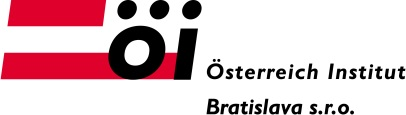 öi
Österreich Institut
Bratislava s.r.o.